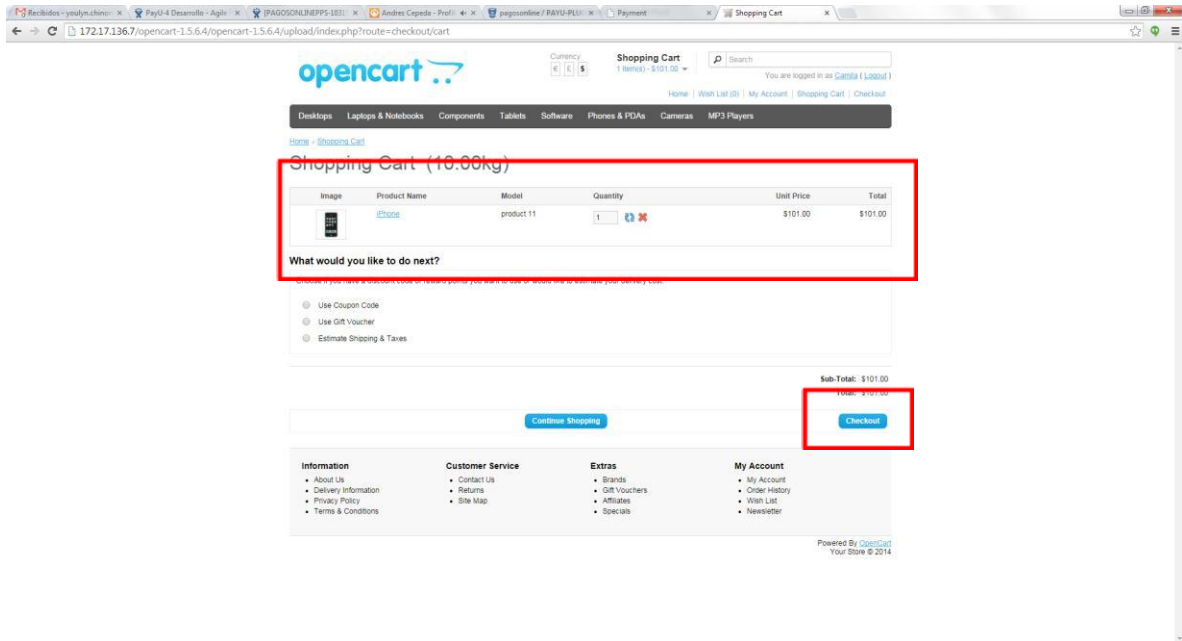 Recibidos - youlyn.chinor PayU-4 Desarrollo - Agile Andres Cepeda - Profi pagosonline / PAYU-PLU Payment Shopping Cart
172.17.136.7/opencart-1.5.6.4/opencart-1.5.6.4/upload/index.php?route=checkout/cart
opencart
Currency
€ £ $
Shopping Cart
1 item(s) - $101.00
Search
You are logged in as Camila ( Logout )
Home | Wish List (0) | My Account | Shopping Cart | Checkout
Desktops Laptops & Notebooks Components Tablets Software Phones & PDAs Cameras MP3 Players
Home » Shopping Cart
Shopping Cart (10.00kg)
Image Product Name Model Quantity Unit Price Total
iPhone product 11 1 $101.00 $101.00
What would you like to do next?
Choose if you have a discount code or reward points you want to use or would like to estimate your delivery cost.
Use Coupon Code
Use Gift Voucher
Estimate Shipping & Taxes
Sub-Total: $101.00
Total: $101.00
Continue Shopping Checkout
Information Customer Service Extras My Account
• About Us • Contact Us • Brands • My Account
• Delivery Information • Returns • Gift Vouchers • Order History
• Privacy Policy • Site Map • Affiliates • Wish List
• Terms & Conditions • Specials • Newsletter
Powered By OpenCart
Your Store © 2014